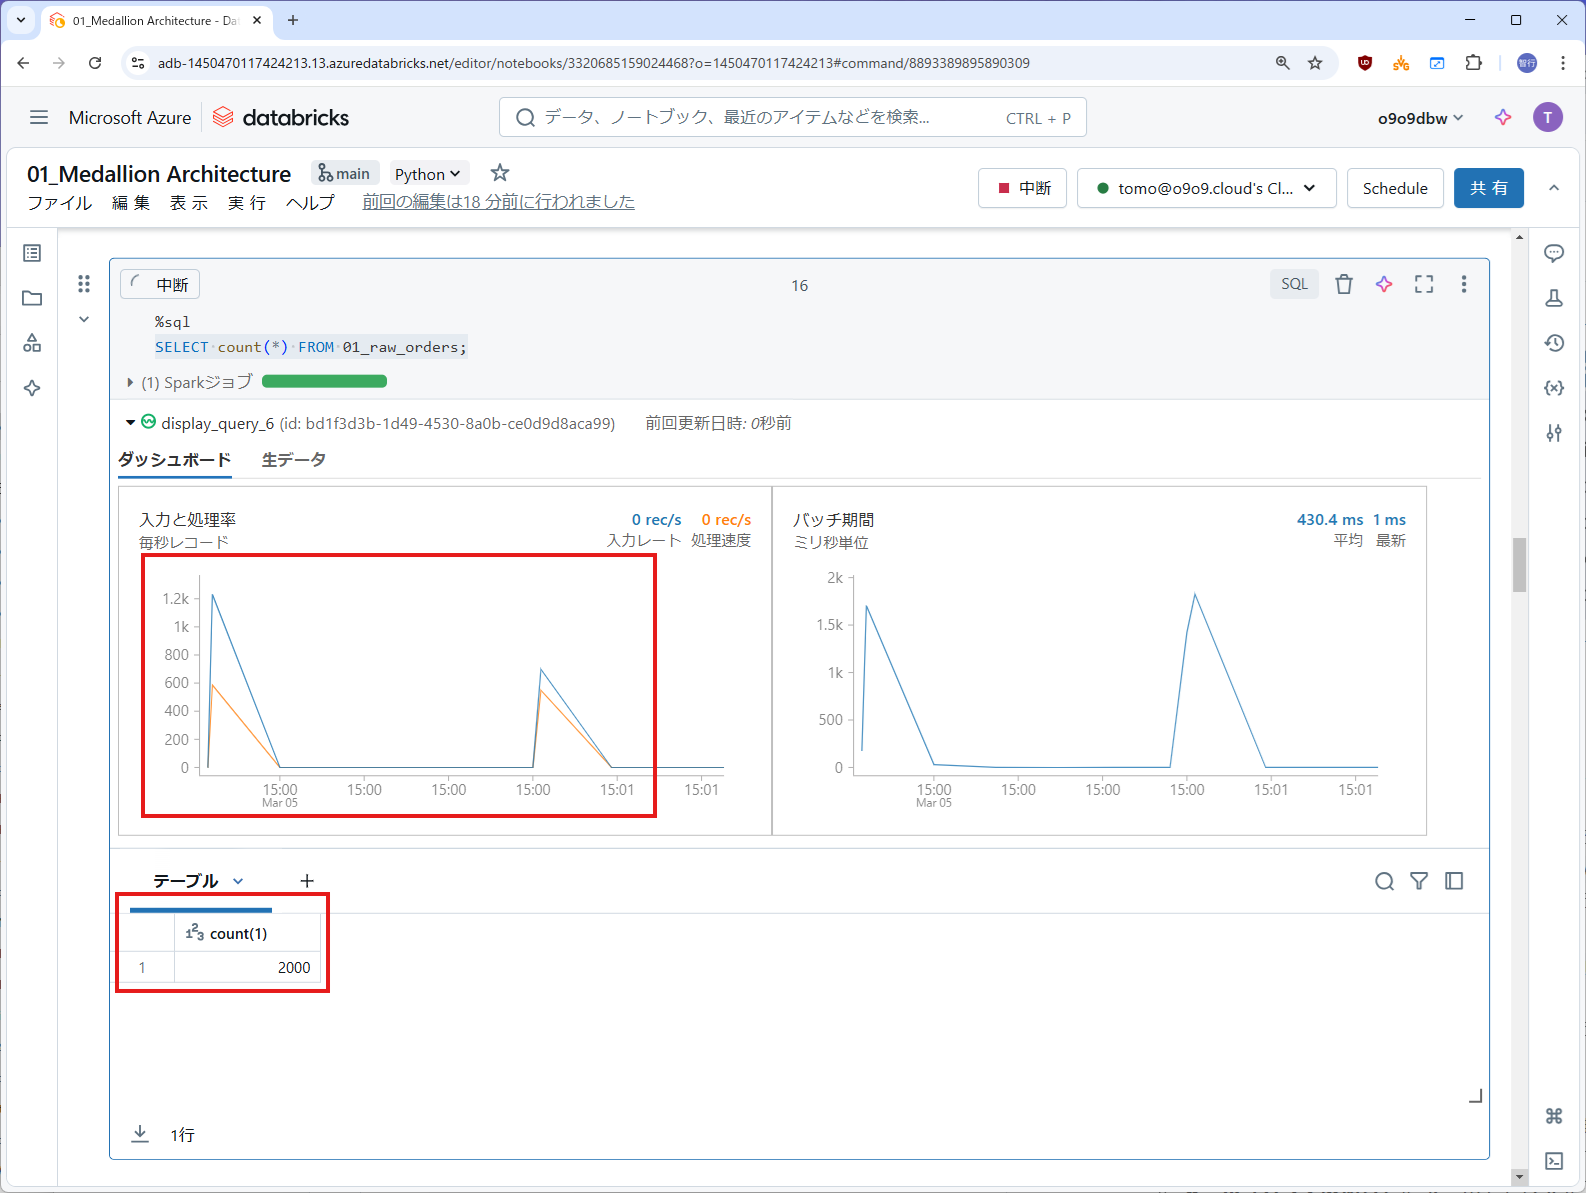 01_Medallion Architecture - Da
adb-1450470117424213.13.azuredatabricks.net/editor/notebooks/3320685159024468?o=1450470117424213#command/8893389895890309
智行
Microsoft Azure
databricks
データ、ノートブック、最近のアイテムなどを検索...
CTRL + P
o9o9dbw
T
01_Medallion Architecture
main
Python
ファイル 編集 表示 実行 ヘルプ 前回の編集は18 分前に行われました
中断
tomo@o9o9.cloud's Cl...
Schedule
共有
中断
16
SQL
%sql
SELECT count(*) FROM 01_raw_orders;
(1) Sparkジョブ
display_query_6 (id: bd1f3d3b-1d49-4530-8a0b-ce0d9d8aca99) 前回更新日時: 0秒前
ダッシュボード 生データ
入力と処理率
毎秒レコード
0 rec/s 0 rec/s
入力レート 処理速度
1.2k
1k
800
600
400
200
0
15:00 15:00 15:00 15:00 15:01 15:01
Mar 05
バッチ期間
ミリ秒単位
430.4 ms 1 ms
平均 最新
2k
1.5k
1k
500
0
15:00 15:00 15:00 15:00 15:01 15:01
Mar 05
テーブル
count(1)
1 2000
1行